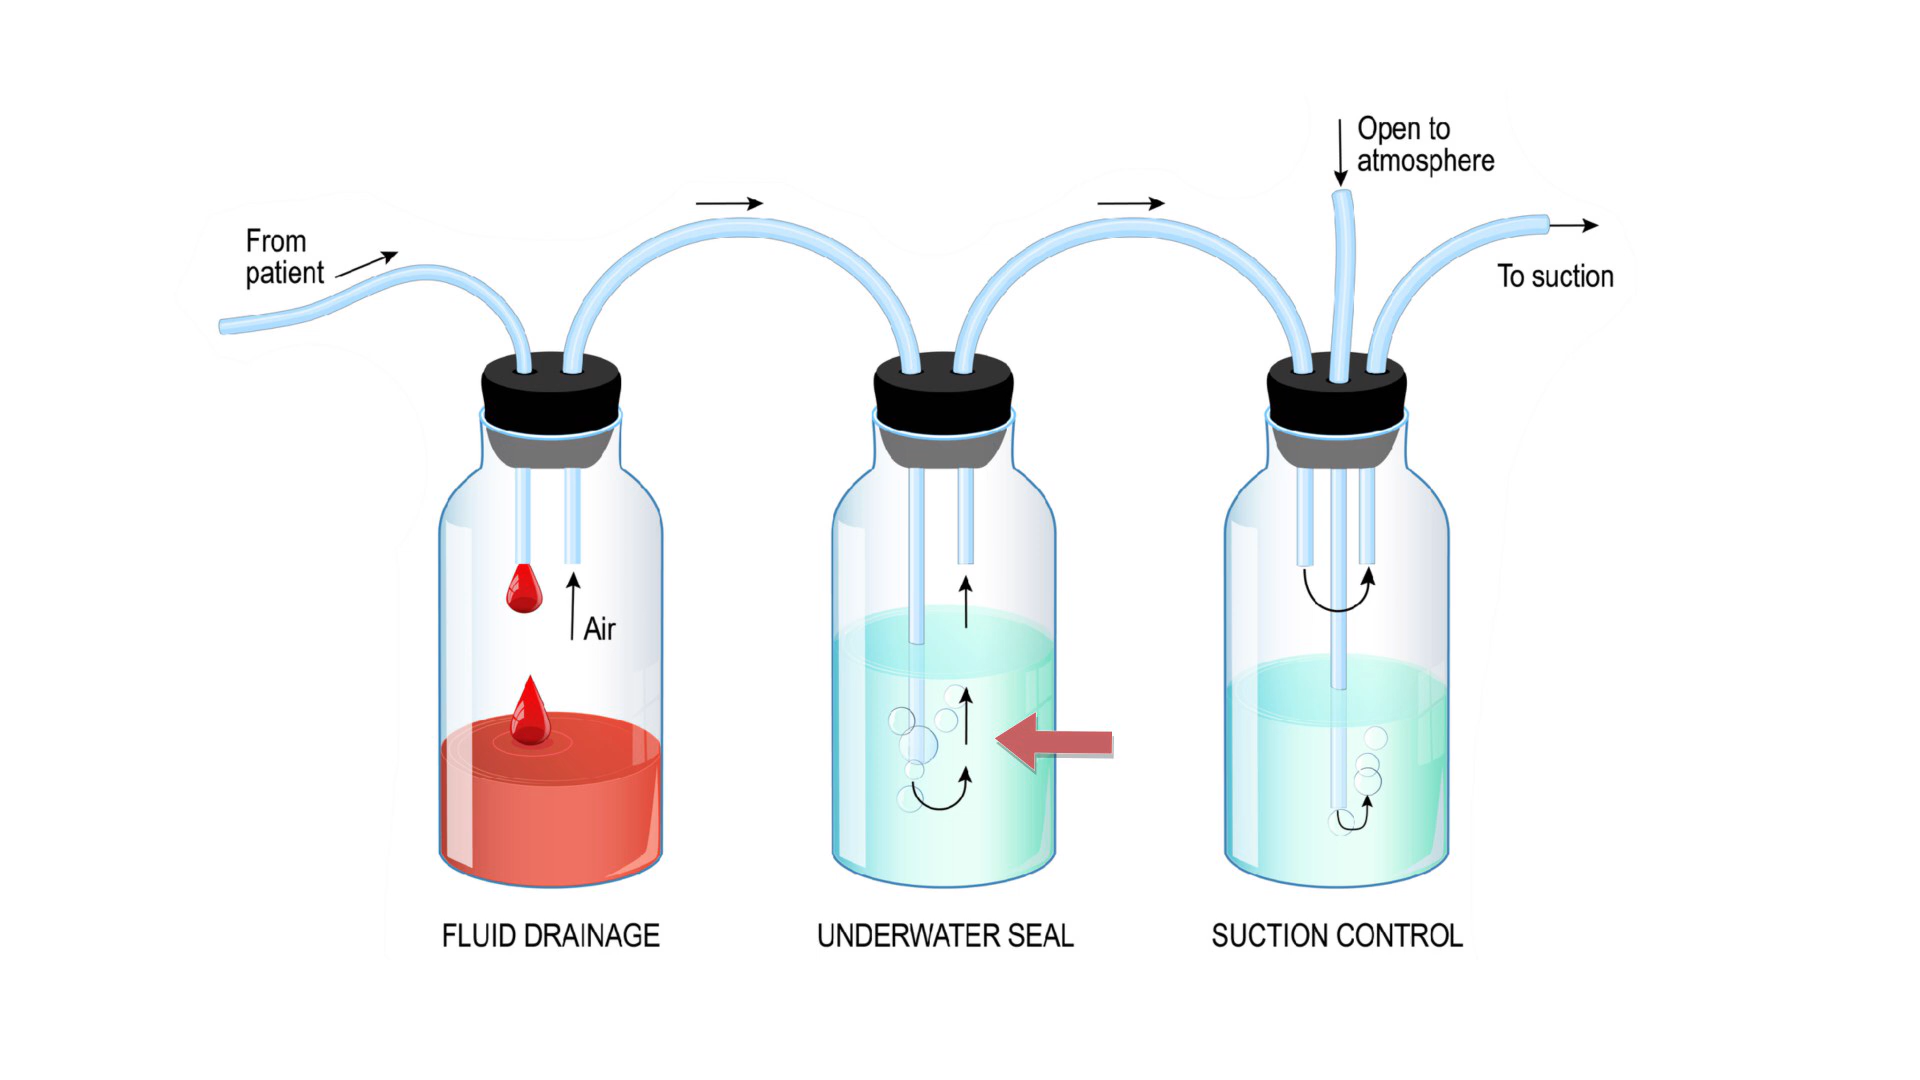 Open to
atmosphere
From
patient
To suction
Air
FLUID DRAINAGE
UNDERWATER SEAL
SUCTION CONTROL